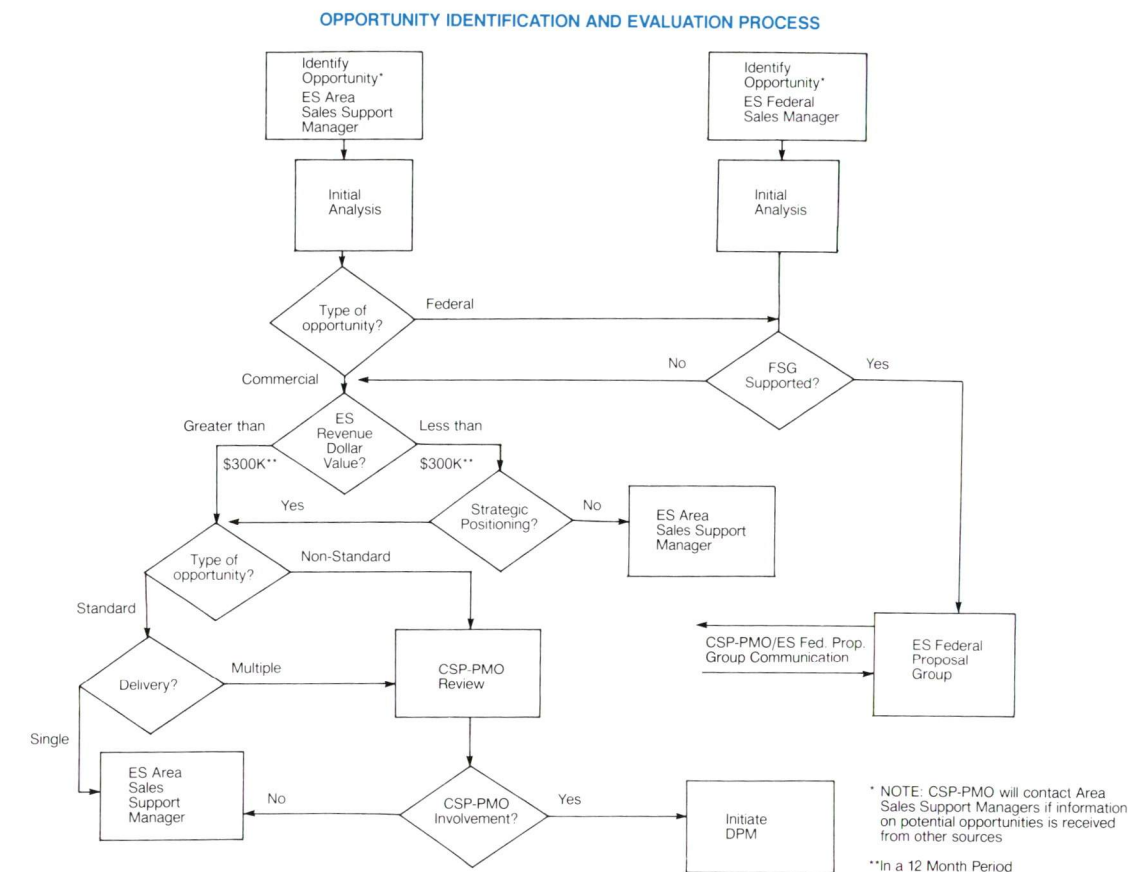 OPPORTUNITY IDENTIFICATION AND EVALUATION PROCESS
Identify
Opportunity*
ES Area
Sales Support
Manager
Identify
Opportunity*
ES Federal
Sales Manager
Initial
Analysis
Initial
Analysis
Type of
opportunity?
Federal
Commercial
No
FSG
Supported?
Yes
Greater than
$300K**
ES
Revenue
Dollar
Value?
Less than
$300K**
Yes
Strategic
Positioning?
No
ES Area
Sales Support
Manager
Type of
opportunity?
Non-Standard
Standard
Delivery?
Multiple
CSP-PMO
Review
CSP-PMO/ES Fed. Prop.
Group Communication
ES Federal
Proposal
Group
Single
ES Area
Sales
Support
Manager
No
CSP-PMO
Involvement?
Yes
Initiate
DPM
* NOTE: CSP-PMO will contact Area
Sales Support Managers if information
on potential opportunities is received
from other sources
**In a 12 Month Period